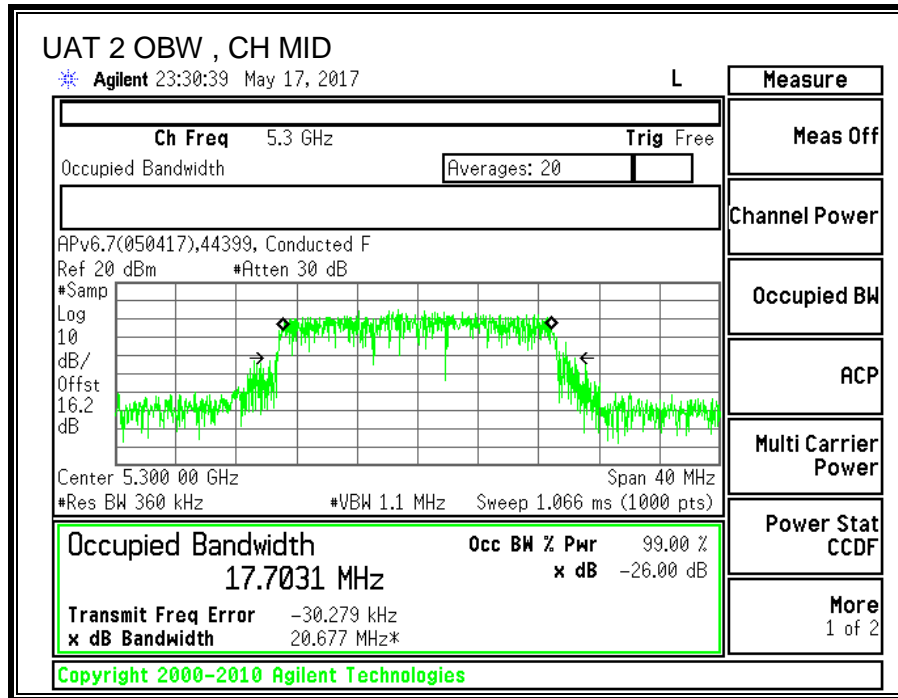 UAT 2 OBW , CH MID
Agilent 23:30:39 May 17, 2017 L
Measure
Ch Freq 5.3 GHz Trig Free
Meas Off
Occupied Bandwidth Averages: 20
Channel Power
APv6.7(050417),44399, Conducted F
Ref 20 dBm #Atten 30 dB
#Samp
Log
10
dB/
Offst
16.2
dB
Occupied BW
ACP
Multi Carrier
Power
Center 5.300 00 GHz Span 40 MHz
#Res BW 360 kHz #VBW 1.1 MHz Sweep 1.066 ms (1000 pts)
Power Stat
CCDF
Occupied Bandwidth Occ BW % Pwr 99.00 %
17.7031 MHz x dB -26.00 dB
Transmit Freq Error -30.279 kHz
x dB Bandwidth 20.677 MHz*
More
1 of 2
Copyright 2000-2010 Agilent Technologies